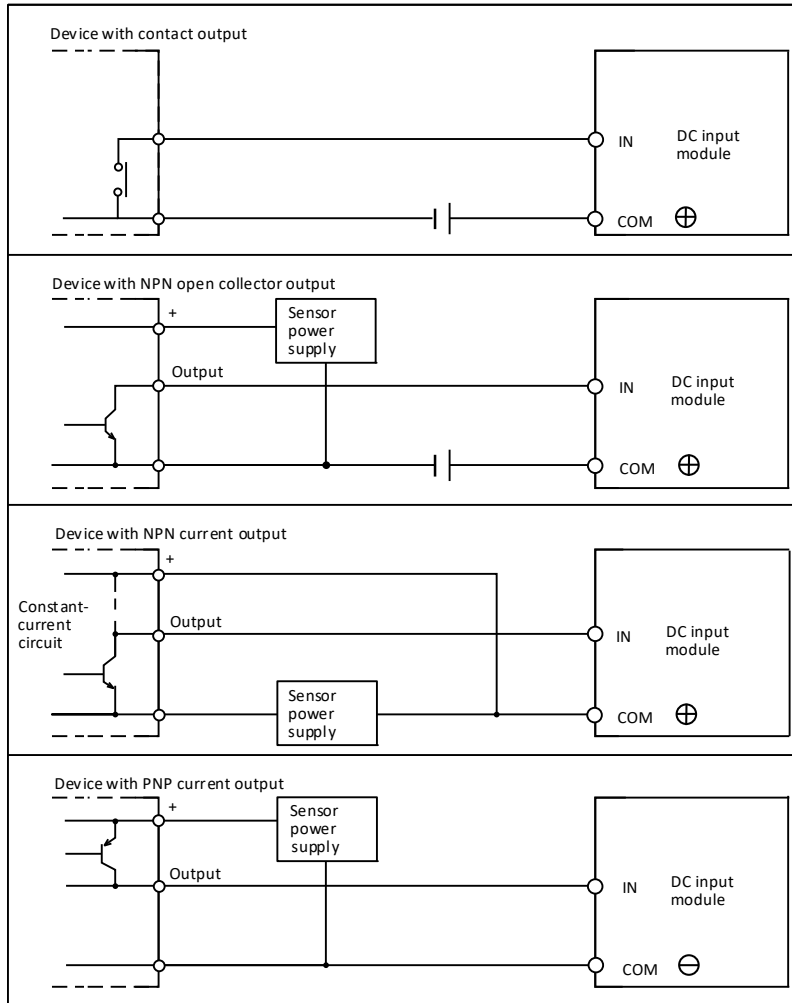 Device with contact output
IN
DC input
module
COM
Device with NPN open collector output
+
Sensor
power
supply
Output
IN
DC input
module
COM
Device with NPN current output
+
Constant-
current
circuit
Output
IN
DC input
module
Sensor
power
supply
COM
Device with PNP current output
+
Sensor
power
supply
Output
IN
DC input
module
COM